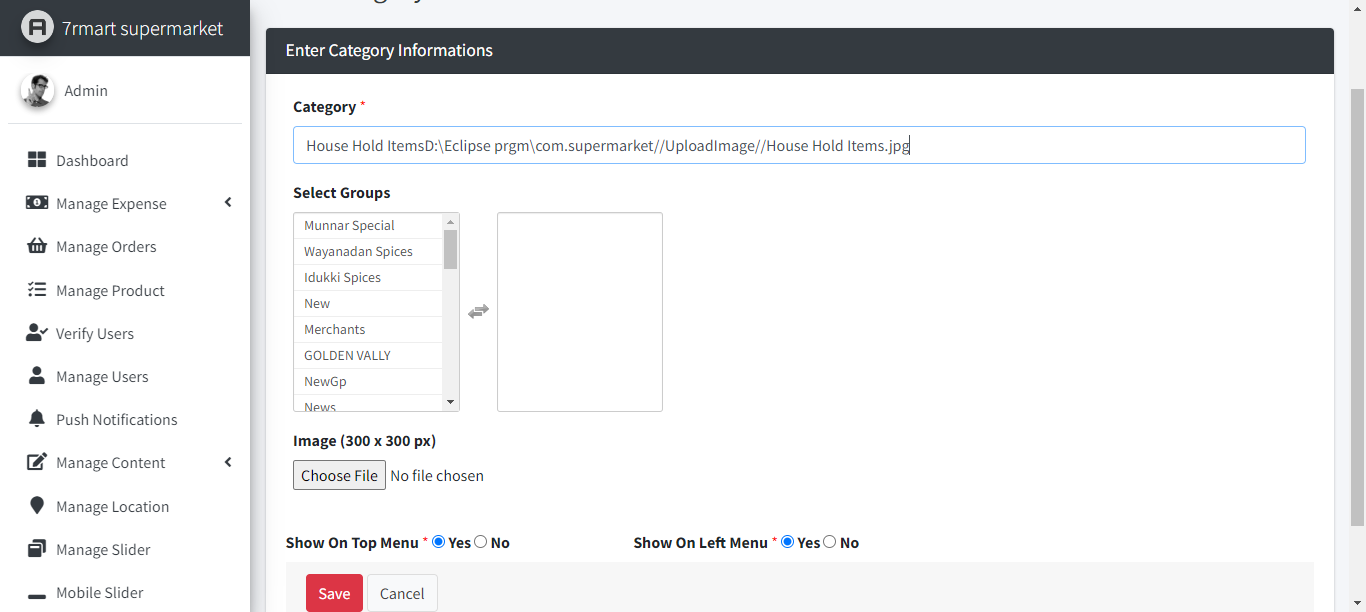 7rmart supermarket
Admin
Dashboard
Manage Expense
Manage Orders
Manage Product
Verify Users
Manage Users
Push Notifications
Manage Content
Manage Location
Manage Slider
Mobile Slider
Enter Category Informations
Category *
House Hold ItemsD:\Eclipse prgm\com.supermarket//UploadImage//House Hold Items.jpg
Select Groups
Munnar Special
Wayanadan Spices
Idukki Spices
New
Merchants
GOLDEN VALLY
NewGp
News
Image (300 x 300 px)
Choose File No file chosen
Show On Top Menu * Yes No Show On Left Menu * Yes No
Save Cancel